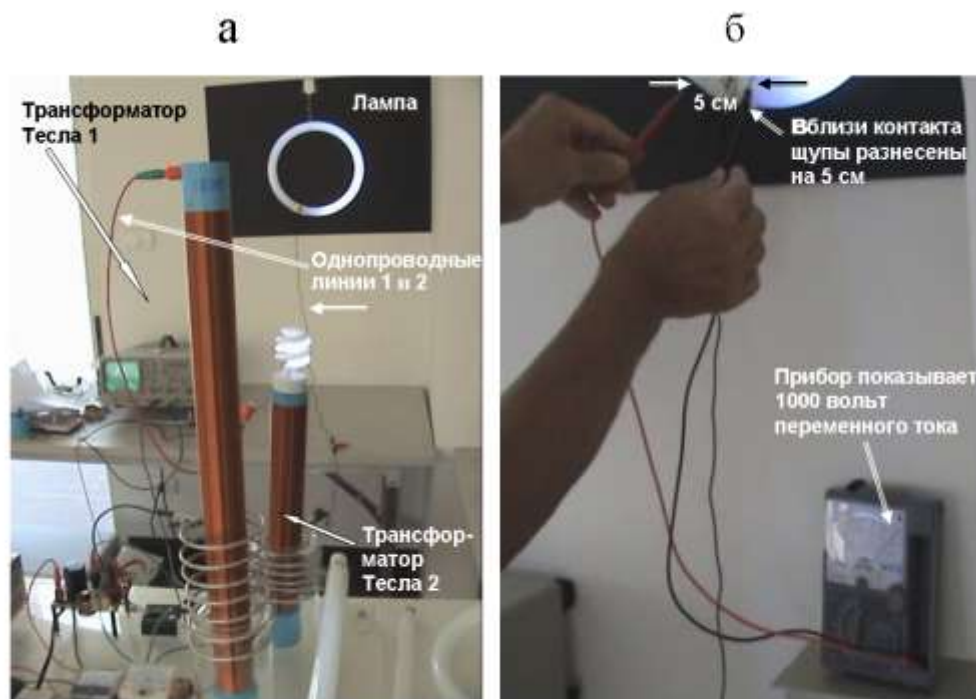 а
б
Трансформатор
Тесла 1
Лампа
Однопроводные
линии 1 и 2
Трансфор-
матор
Тесла 2
5 см
Вблизи контакта
щупы разнесены
на 5 см
Прибор показывает
1000 вольт
переменного тока